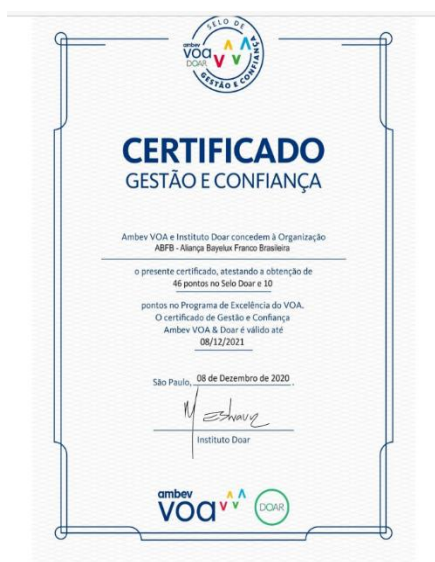 SELO DE
ambev
VOA
DOAR
GESTÃO E CONFIANÇA
CERTIFICADO
GESTÃO E CONFIANÇA
Ambev VOA e Instituto Doar concedem à Organização
ABFB - Aliança Bayelux Franco Brasileira
o presente certificado, atestando a obtenção de
46 pontos no Selo Doar e 10
pontos no Programa de Excelência do VOA.
O certificado de Gestão e Confiança
Ambev VOA & Doar é válido até
08/12/2021
São Paulo, 08 de Dezembro de 2020.
Instituto Doar
ambev
VOA
DOAR